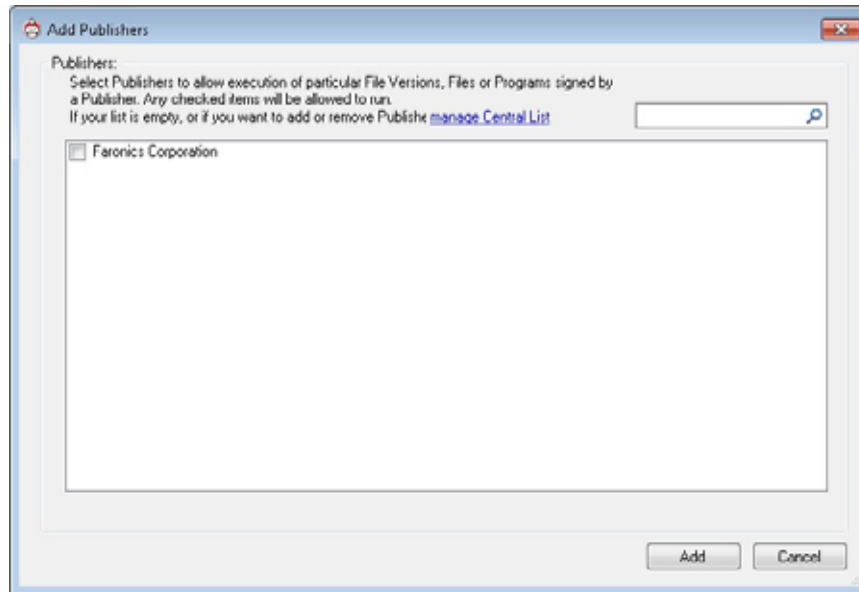 Add Publishers
Publishers:
Select Publishers to allow execution of particular File Versions, Files or Programs signed by
a Publisher. Any checked items will be allowed to run.
If your list is empty, or if you want to add or remove Publishe manage Central List
Faronics Corporation
Add Cancel